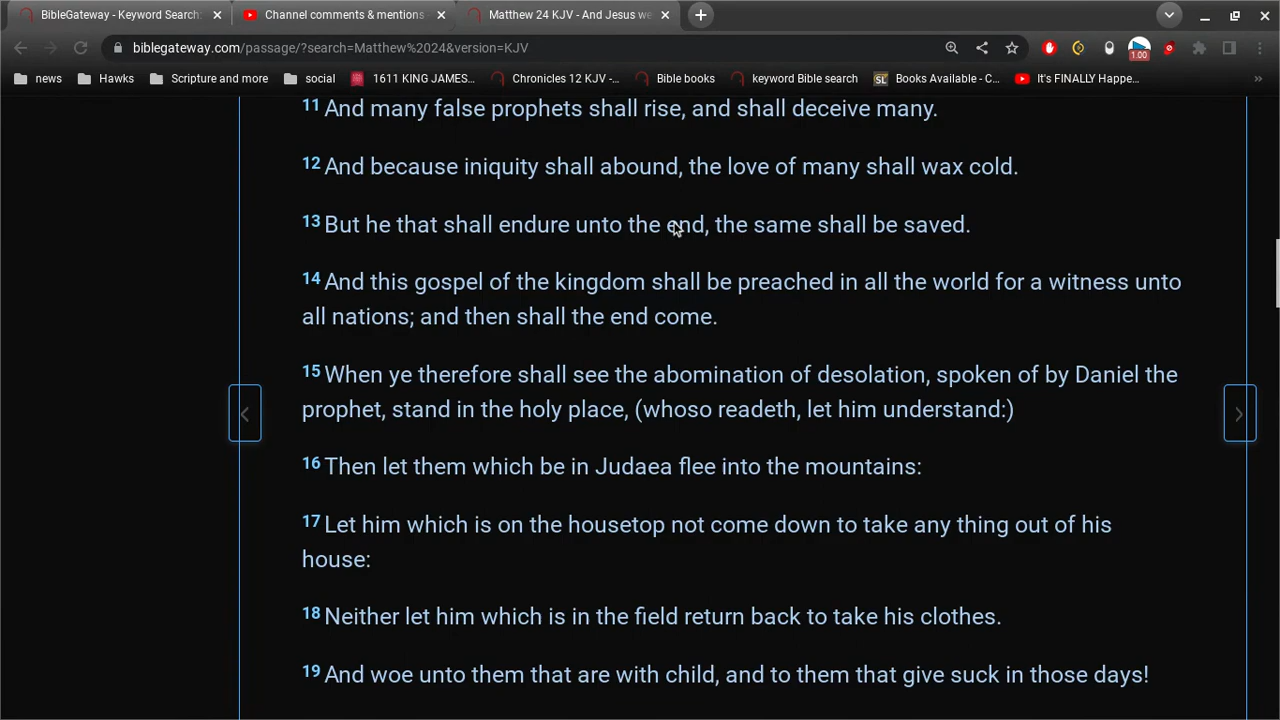 BibleGateway - Keyword Search:
Channel comments & mentions
Matthew 24 KJV - And Jesus we
biblegateway.com/passage/?search=Matthew%2024&version=KJV
1.00
news
Hawks
Scripture and more
social
1611 KING JAMES...
Chronicles 12 KJV -...
Bible books
keyword Bible search
SL
Books Available - C...
It's FINALLY Happe...
»
11 And many false prophets shall rise, and shall deceive many.
12 And because iniquity shall abound, the love of many shall wax cold.
13 But he that shall endure unto the end, the same shall be saved.
14 And this gospel of the kingdom shall be preached in all the world for a witness unto
all nations; and then shall the end come.
15 When ye therefore shall see the abomination of desolation, spoken of by Daniel the
prophet, stand in the holy place, (whoso readeth, let him understand:)
16 Then let them which be in Judaea flee into the mountains:
17 Let him which is on the housetop not come down to take any thing out of his
house:
18 Neither let him which is in the field return back to take his clothes.
19 And woe unto them that are with child, and to them that give suck in those days!